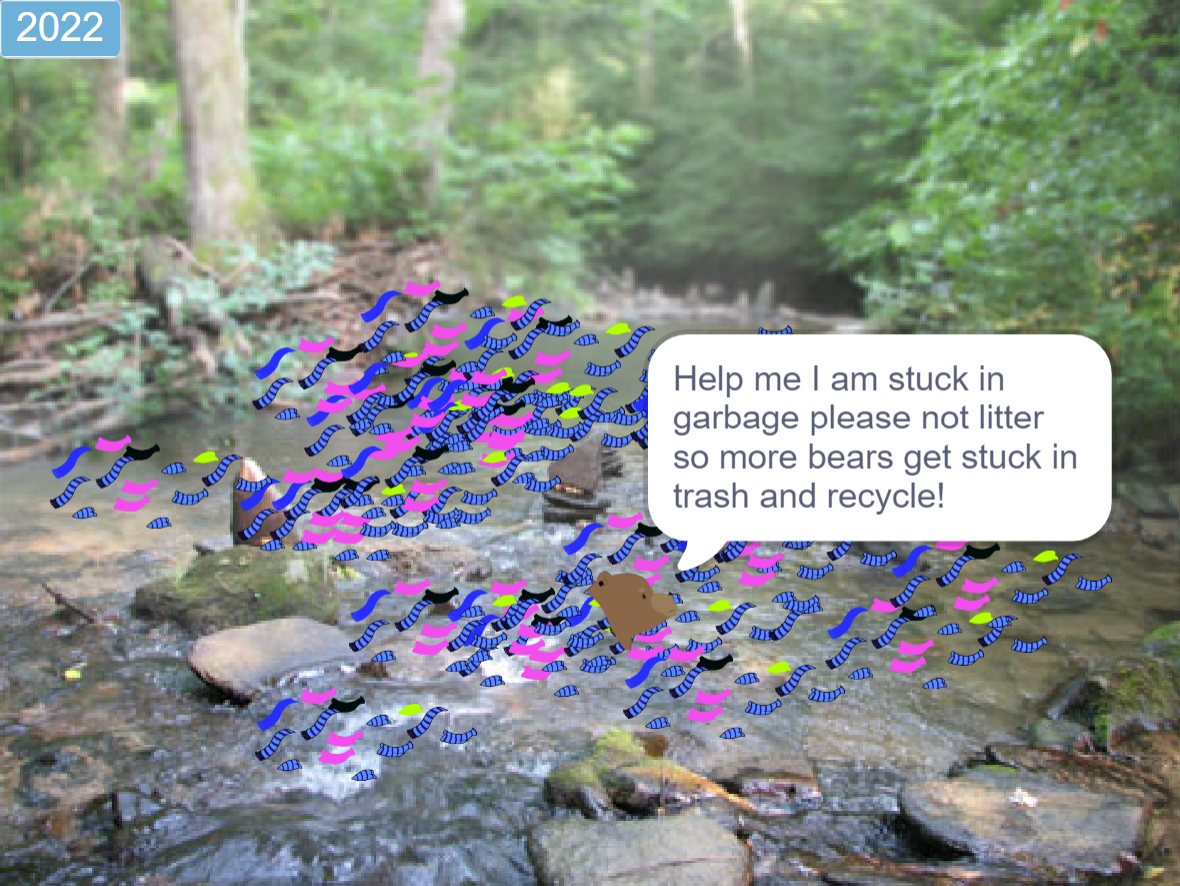 2022
Help me I am stuck in
garbage please not litter
so more bears get stuck in
trash and recycle!